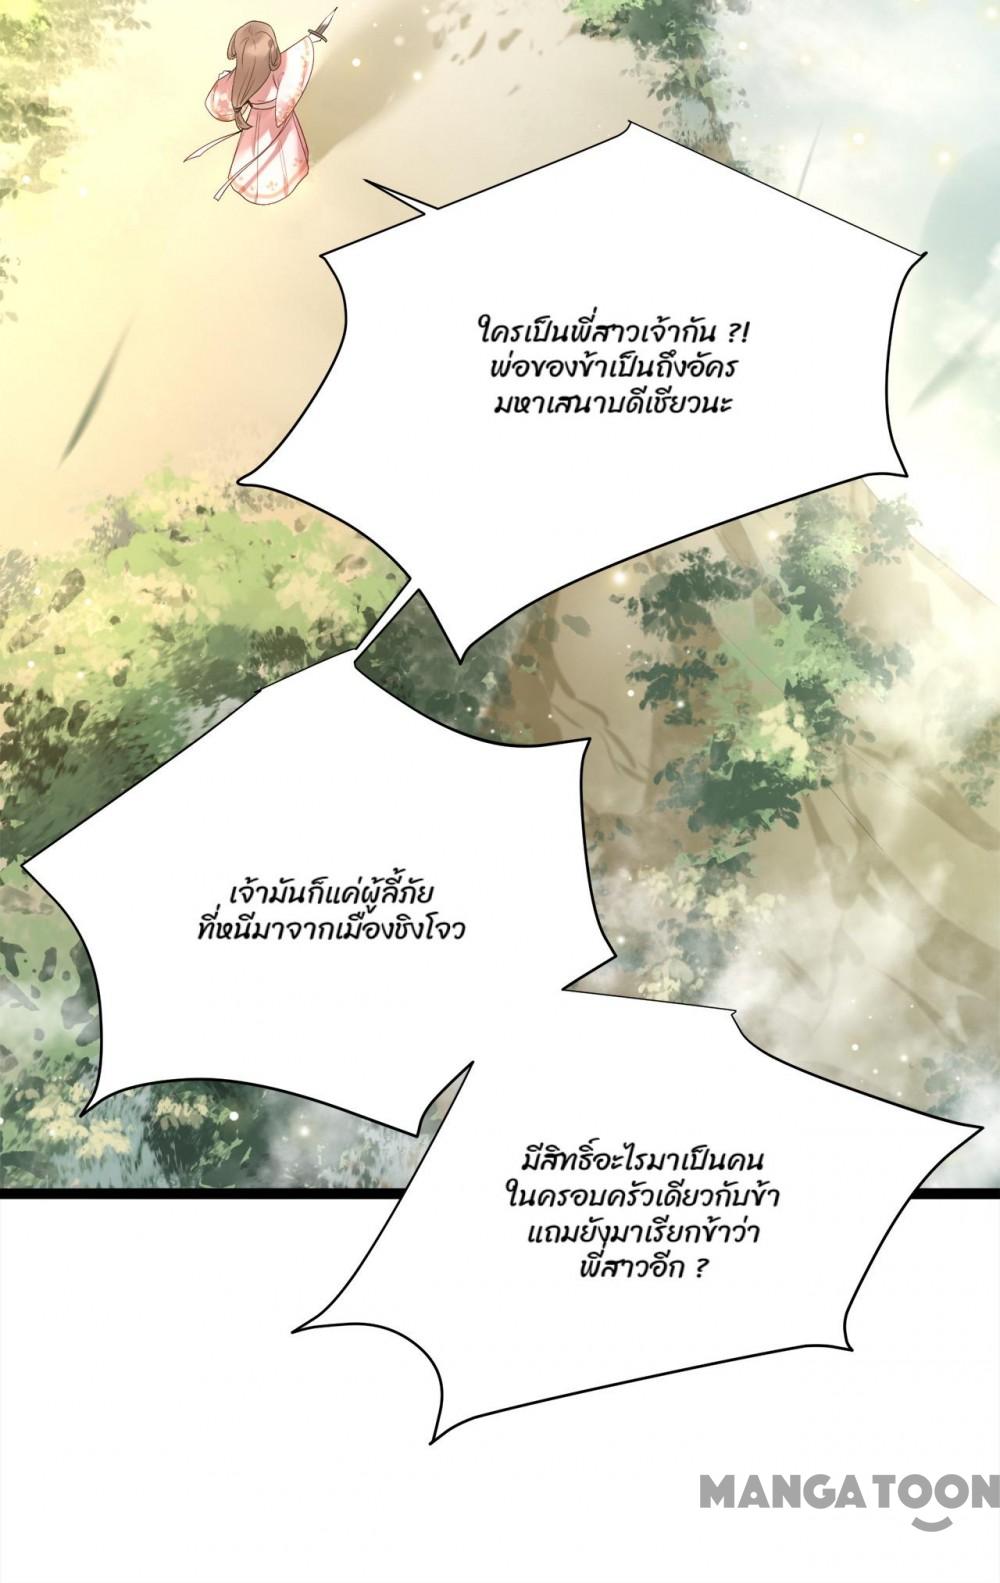 ใครเป็นพี่สาวเจ้ากัน ?!
พ่อของข้าเป็นถึงอัคร
มหาเสนาบดีเชียวนะ
เจ้ามันก็แค่ผู้ลี้ภัย
ที่หนีมาจากเมืองชิงโจว
มีสิทธิ์อะไรมาเป็นคน
ในครอบครัวเดียวกับข้า
แถมยังมาเรียกข้าว่า
พี่สาวอีก ?
MANGATOON